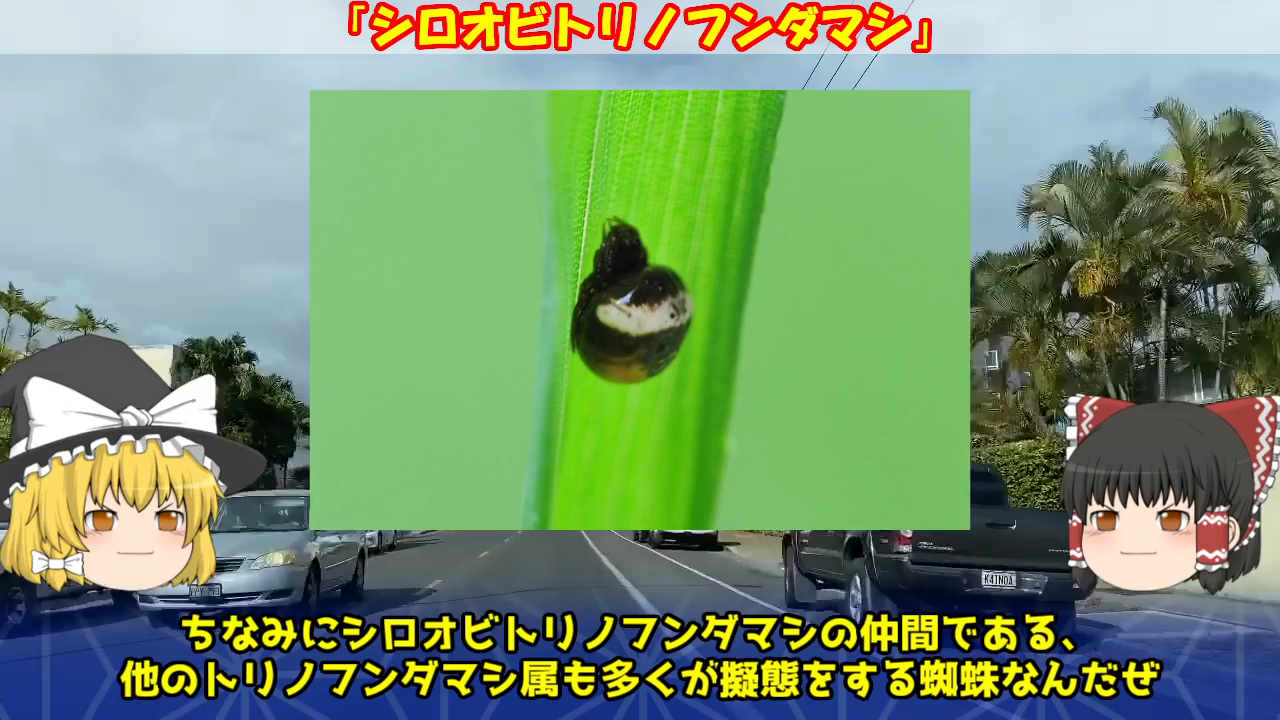 「シロオビトリノフンダマシ」
ちなみにシロオビトリノフンダマシの仲間である、
他のトリノフンダマシ属も多くが擬態をする蜘蛛なんだぜ